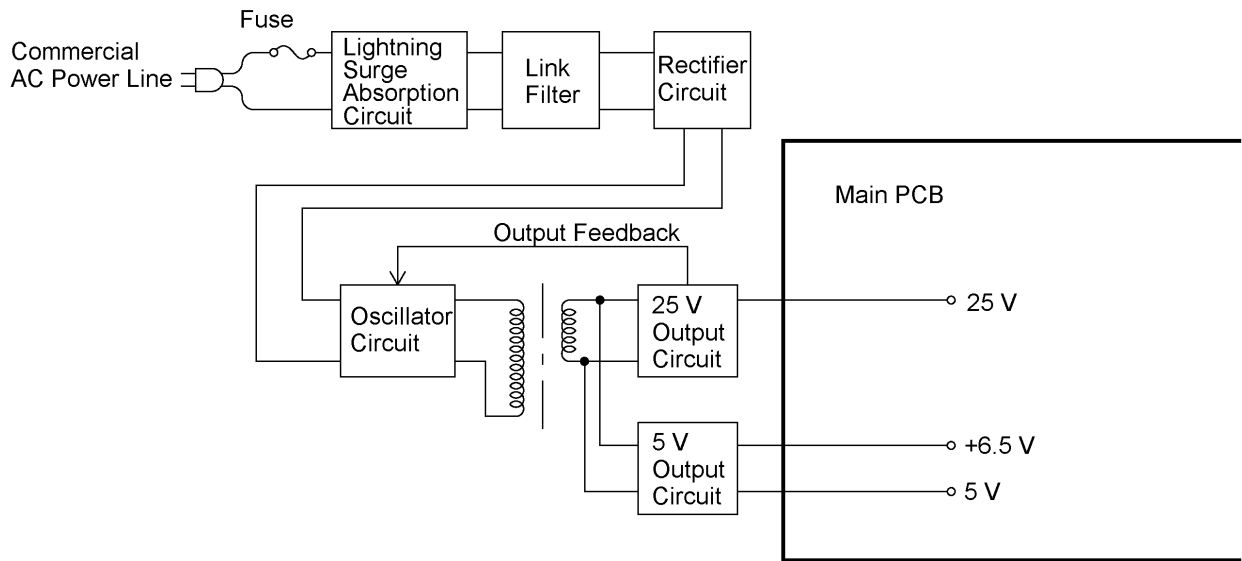 Fuse
Commercial
AC Power Line
Lightning
Surge
Absorption
Circuit
Link
Filter
Rectifier
Circuit
Main PCB
Output Feedback
Oscillator
Circuit
25 V
Output
Circuit
25 V
5 V
Output
Circuit
+6.5 V
5 V